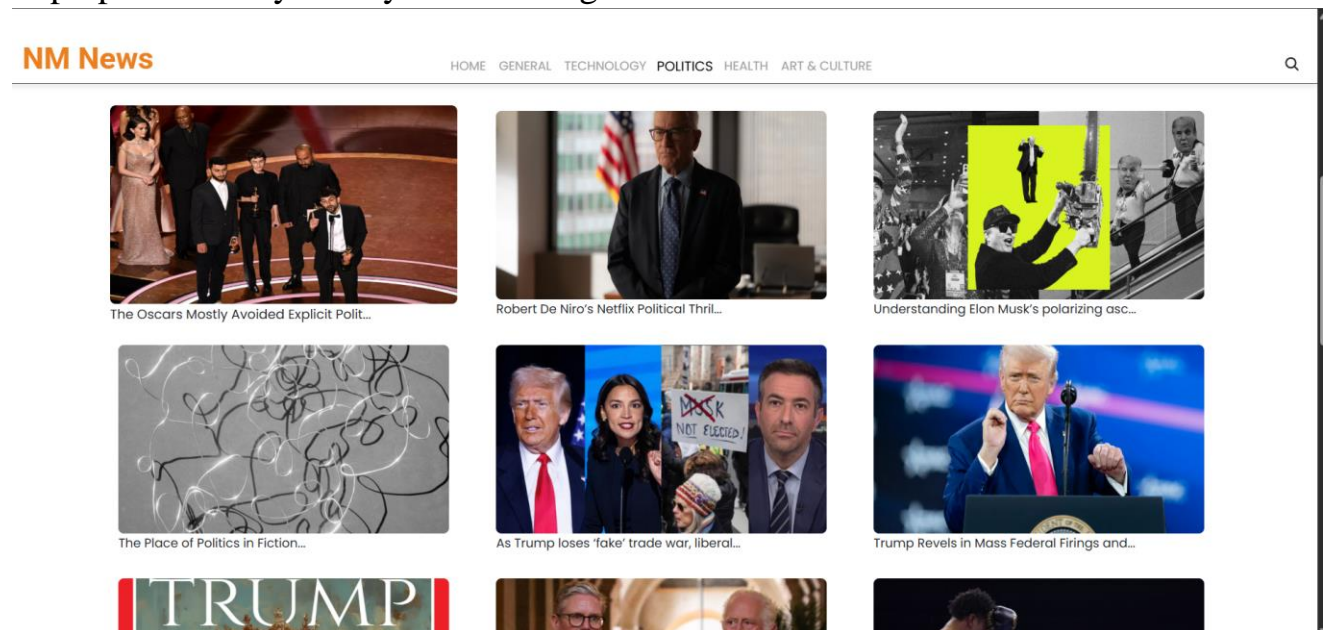 NM News
HOME GENERAL TECHNOLOGY POLITICS HEALTH ART & CULTURE
The Oscars Mostly Avoided Explicit Polit...
Robert De Niro's Netflix Political Thril...
Understanding Elon Musk's polarizing asc...
MUSK
NOT ELECTED!
The Place of Politics in Fiction...
As Trump loses 'fake' trade war, liberal...
Trump Revels in Mass Federal Firings and...
TRUMP